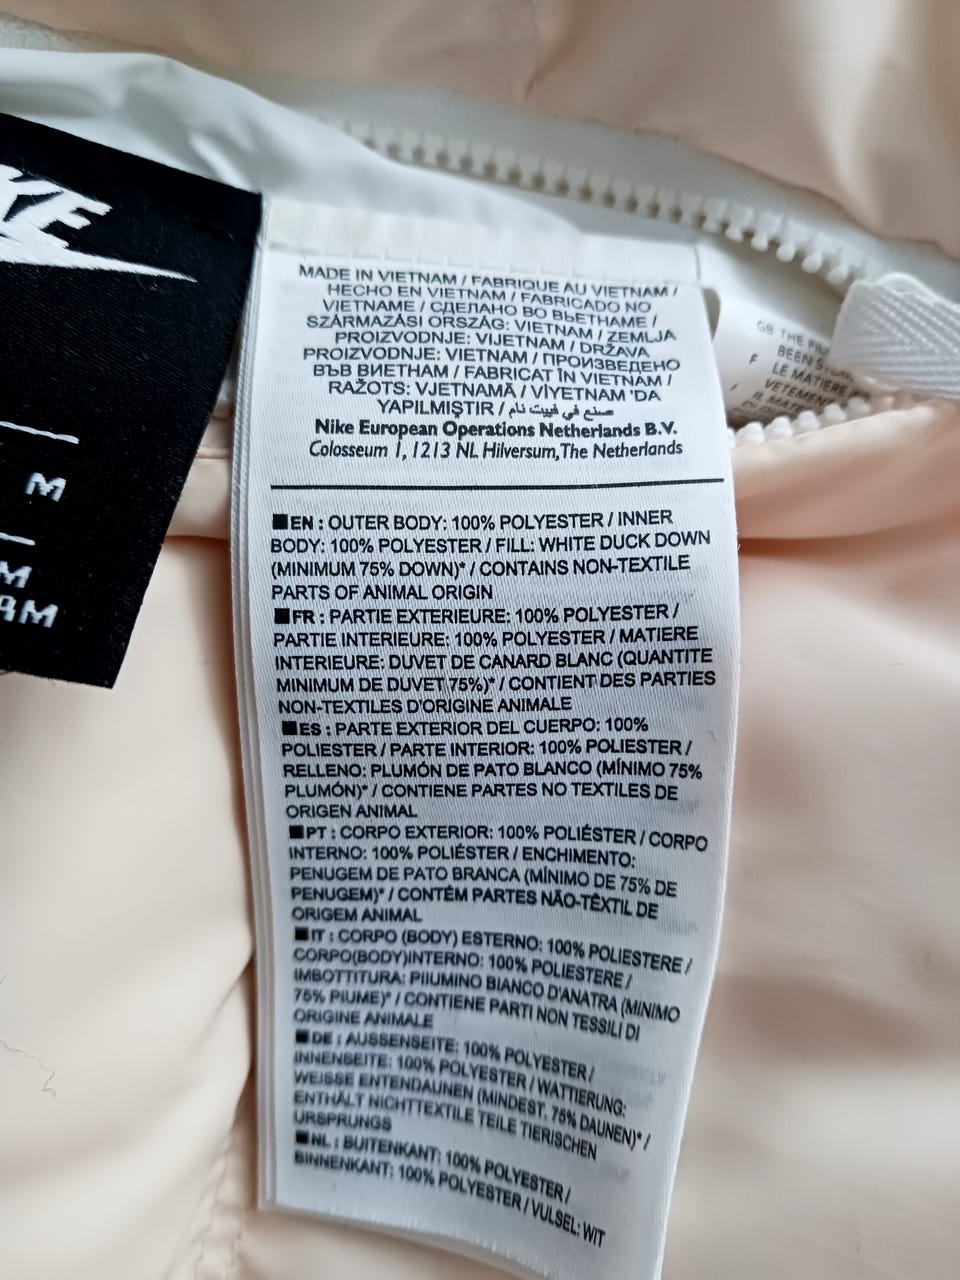 M
M
MADE IN VIETNAM / FABRIQUE AU VIETNAM /
HECHO EN VIETNAM / FABRICADO NO
VIETNAME / СДЕЛАНО ВО ВЬЕТНАМЕ /
SZÁRMAZÁSI ORSZÁG: VIETNAM / ZEMLJA
PROIZVODNJE: VIJETNAM / DRŽAVA
PROIZVODNJE: VIETNAM / ПРОИЗВЕДЕНО
ВЪВ ВИЕТНАМ / FABRICAT ÎN VIETNAM /
RAŽOTS: VJETNAMĀ / VİYETNAM 'DA
YAPILMIŞTIR / صنع في فييت نام
Nike European Operations Netherlands B.V.
Colosseum 1, 1213 NL Hilversum, The Netherlands
■EN : OUTER BODY: 100% POLYESTER / INNER
BODY: 100% POLYESTER / FILL: WHITE DUCK DOWN
(MINIMUM 75% DOWN)* / CONTAINS NON-TEXTILE
PARTS OF ANIMAL ORIGIN
■FR : PARTIE EXTERIEURE: 100% POLYESTER /
PARTIE INTERIEURE: 100% POLYESTER / MATIERE
INTERIEURE: DUVET DE CANARD BLANC (QUANTITE
MINIMUM DE DUVET 75%)* / CONTIENT DES PARTIES
NON-TEXTILES D'ORIGINE ANIMALE
■ES : PARTE EXTERIOR DEL CUERPO: 100%
POLIESTER / PARTE INTERIOR: 100% POLIESTER /
RELLENO: PLUMÓN DE PATO BLANCO (MÍNIMO 75%
PLUMÓN)* / CONTIENE PARTES NO TEXTILES DE
ORIGEN ANIMAL
■PT : CORPO EXTERIOR: 100% POLIÉSTER / CORPO
INTERNO: 100% POLIÉSTER / ENCHIMENTO:
PENUGEM DE PATO BRANCA (MÍNIMO DE 75% DE
PENUGEM)* / CONTÉM PARTES NÃO-TÊXTIL DE
ORIGEM ANIMAL
■IT : CORPO (BODY) ESTERNO: 100% POLIESTERE /
CORPO(BODY)INTERNO: 100% POLIESTERE /
IMBOTTITURA: PIIUMINO BIANCO D'ANATRA (MINIMO
75% PIUME)* / CONTIENE PARTI NON TESSILI DI
ORIGINE ANIMALE
■DE : AUSSENSEITE: 100% POLYESTER /
INNENSEITE: 100% POLYESTER / WATTIERUNG:
WEISSE ENTENDAUNEN (MINDEST. 75% DAUNEN)* /
ENTHÄLT NICHTTEXTILE TEILE TIERISCHEN
URSPRUNGS
■NL : BUITENKANT: 100% POLYESTER /
BINNENKANT: 100% POLYESTER / VULSEL: WIT
GB THE
BEEN
F LE MATIERE
VETEMENT